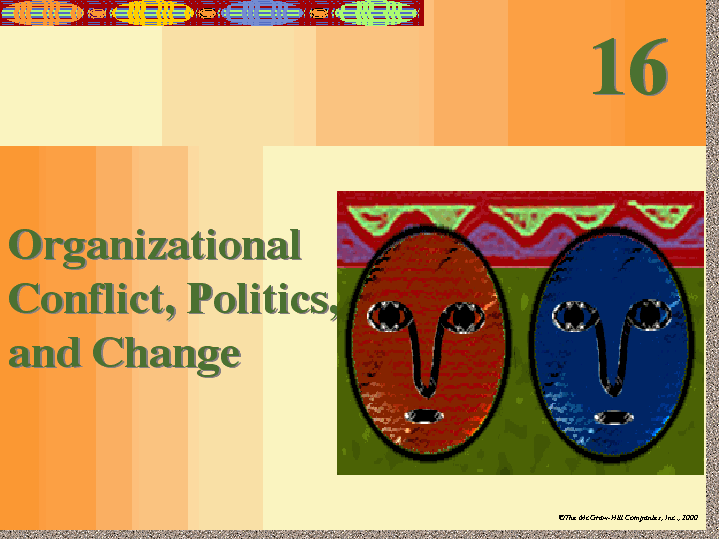 16
Organizational
Conflict, Politics,
and Change
©The McGraw-Hill Companies, Inc., 2000